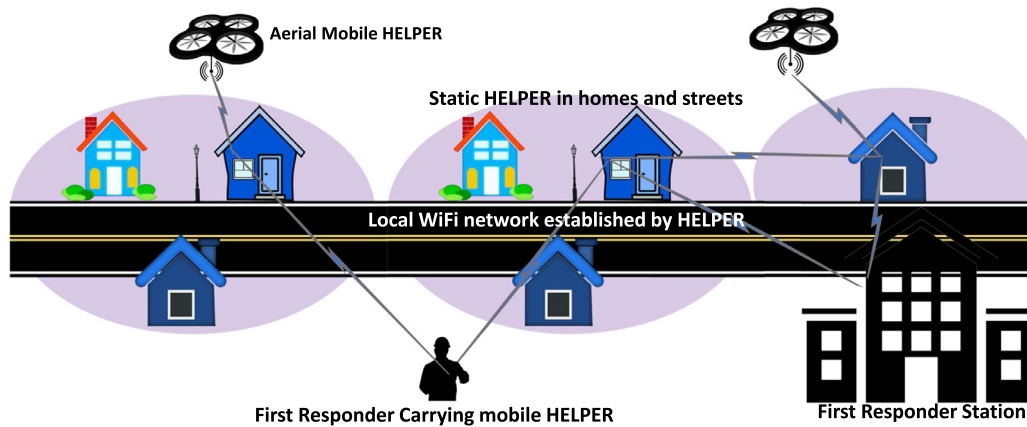 Aerial Mobile HELPER
Static HELPER in homes and streets
Local WiFi network established by HELPER
First Responder Carrying mobile HELPER
First Responder Station